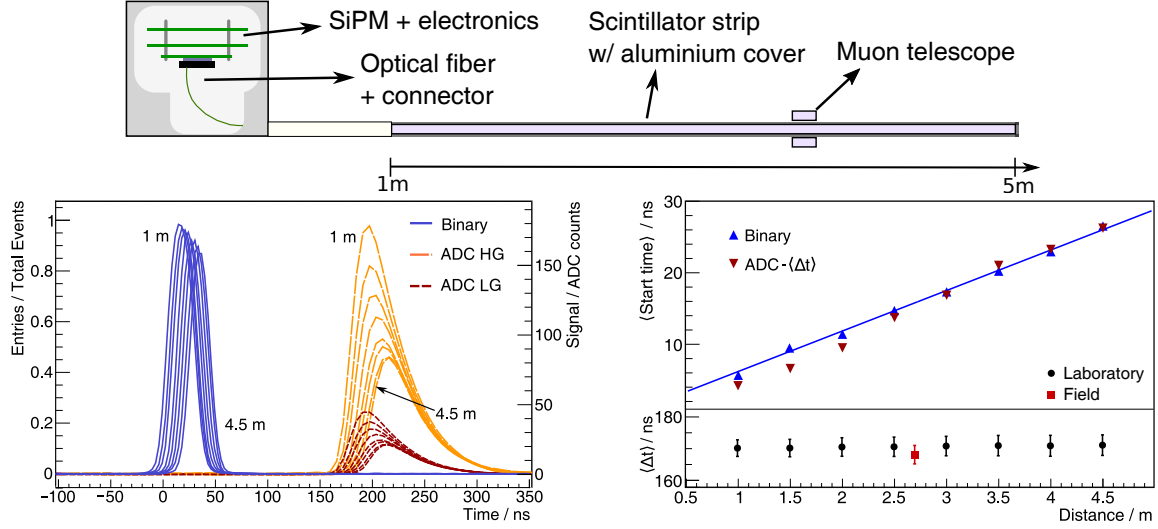 SiPM + electronics
Optical fiber
+ connector
Scintillator strip
w/ aluminium cover
Muon telescope
1m
5m
Entries / Total Events
1
0.8
0.6
0.4
0.2
0
1 m
4.5 m
1 m
4.5 m
Binary
ADC HG
ADC LG
150
100
50
0
Signal / ADC counts
−100
−50
0
50
100
150
200
250
300
350
Time / ns
⟨Start time⟩ / ns
30
20
10
Binary
ADC - ⟨Δt⟩
Laboratory
Field
⟨Δt⟩ / ns
180
160
0.5
1
1.5
2
2.5
3
3.5
4
4.5
Distance / m